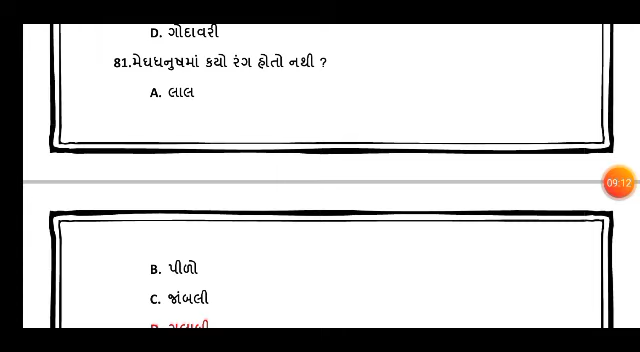 D. ગોદાવરી
81.મેઘધનુષમાં કયો રંગ હોતો નથી ?
A. લાલ
09:12
B. પીળો
C. જાંબલી
D. ગુલાબી